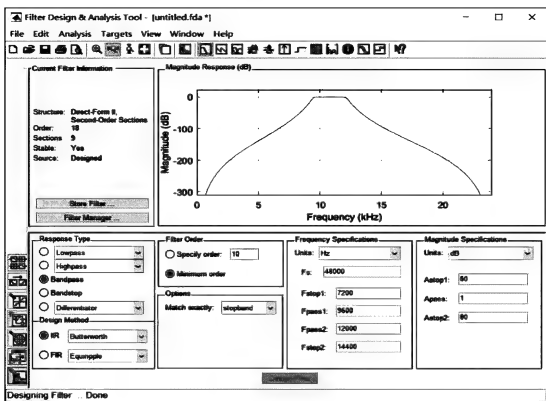 Filter Design & Analysis Tool - [untitled.fda *]
File Edit Analysis Targets View Window Help
Current Filter Information
Structure: Direct-Form II,
Second-Order Sections
Order: 18
Sections 9
Stable: Yes
Source: Designed
Store Filter ...
Filter Manager ...
Magnitude Response (dB)
Magnitude (dB)
0
-100
-200
-300
0 5 10 15 20
Frequency (kHz)
Response Type
Lowpass
Highpass
Bandpass
Bandstop
Differentiator
Design Method
IIR Butterworth
FIR Equiripple
Filter Order
Specify order: 10
Minimum order
Options
Match exactly: stopband
Frequency Specifications
Units: Hz
Fs: 48000
Fstop1: 7200
Fpass1: 9600
Fpass2: 12000
Fstop2: 14400
Magnitude Specifications
Units: dB
Astop1: 60
Apass: 1
Astop2: 80
Designing Filter ... Done